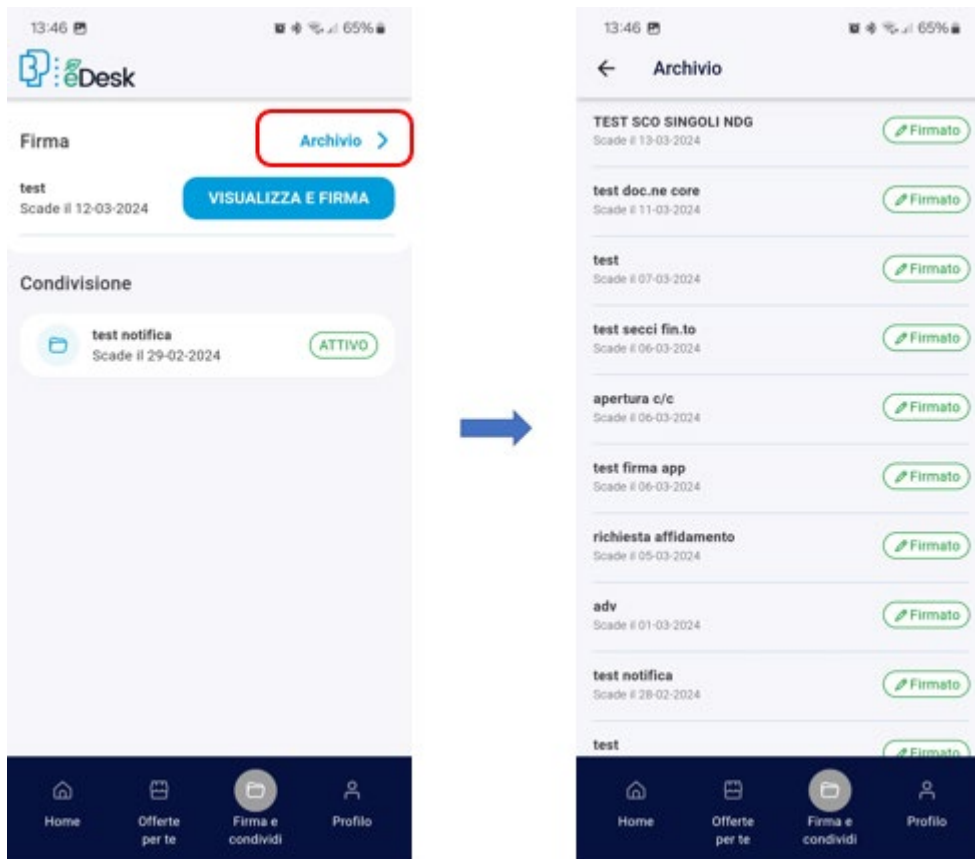 13:46
65%
eDesk
Firma
Archivio
test
Scade il 12-03-2024
VISUALIZZA E FIRMA
Condivisione
test notifica
Scade il 29-02-2024
ATTIVO
Home
Offerte
per te
Firma e
condividi
Profilo
13:46
65%
Archivio
TEST SCO SINGOLI NDG
Scade il 13-03-2024
Firmato
test doc.ne core
Scade il 11-03-2024
Firmato
test
Scade il 07-03-2024
Firmato
test secci fin.to
Scade il 06-03-2024
Firmato
apertura c/c
Scade il 06-03-2024
Firmato
test firma app
Scade il 06-03-2024
Firmato
richiesta affidamento
Scade il 05-03-2024
Firmato
adv
Scade il 01-03-2024
Firmato
test notifica
Scade il 28-02-2024
Firmato
test
Firmato
Home
Offerte
per te
Firma e
condividi
Profilo